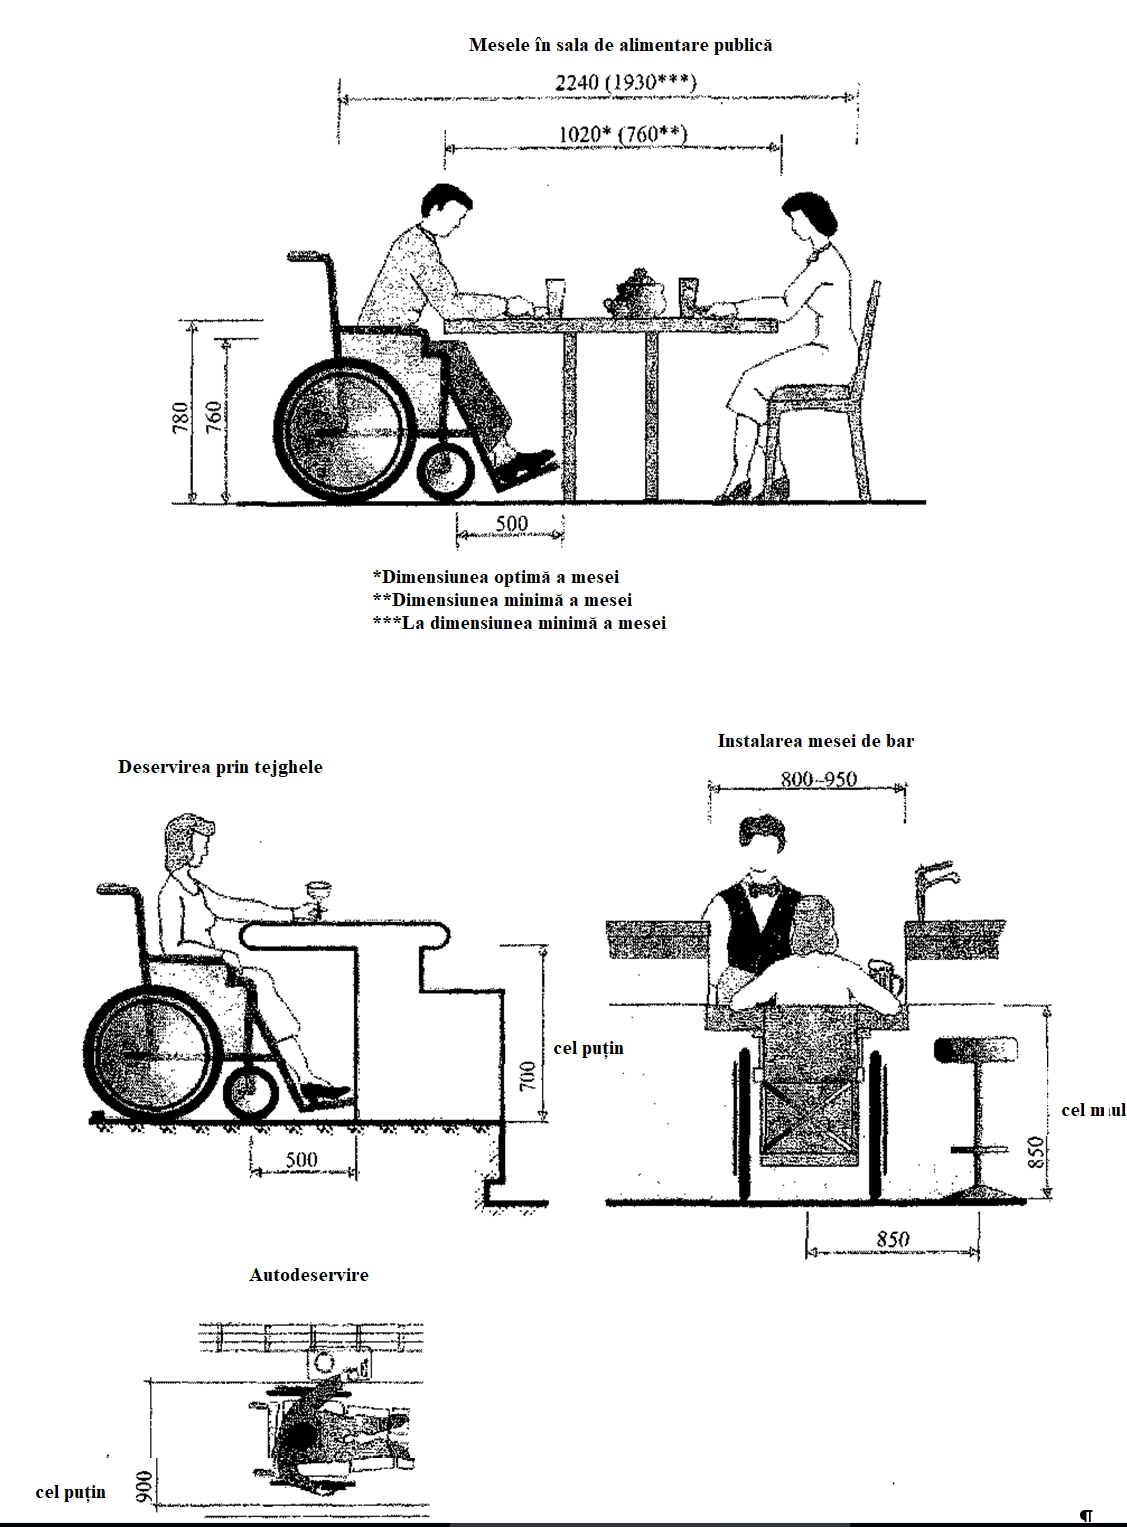 Mesele în sala de alimentare publică
2240 (1930***)
1020* (760**)
780
760
500
*Dimensiunea optimă a mesei
**Dimensiunea minimă a mesei
***La dimensiunea minimă a mesei
Instalarea mesei de bar
Deservirea prin tejghele
800-950
cel puțin
700
cel mul
850
500
850
Autodeservire
cel puțin
900
¶